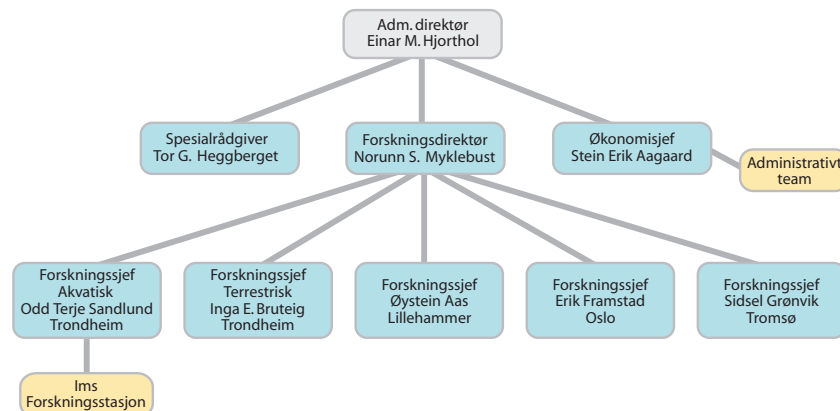 Adm. direktør
Einar M. Hjorthol
Spesialrådgiver
Tor G. Heggberget
Forskningsdirektør
Norunn S. Myklebust
Økonomisjef
Stein Erik Aagaard
Administrativt
team
Forskningssjef
Akvatisk
Odd Terje Sandlund
Trondheim
Forskningssjef
Terrestrisk
Inga E. Bruteig
Trondheim
Forskningssjef
Øystein Aas
Lillehammer
Forskningssjef
Erik Framstad
Oslo
Forskningssjef
Sidsel Grønvik
Tromsø
Ims
Forskningsstasjon